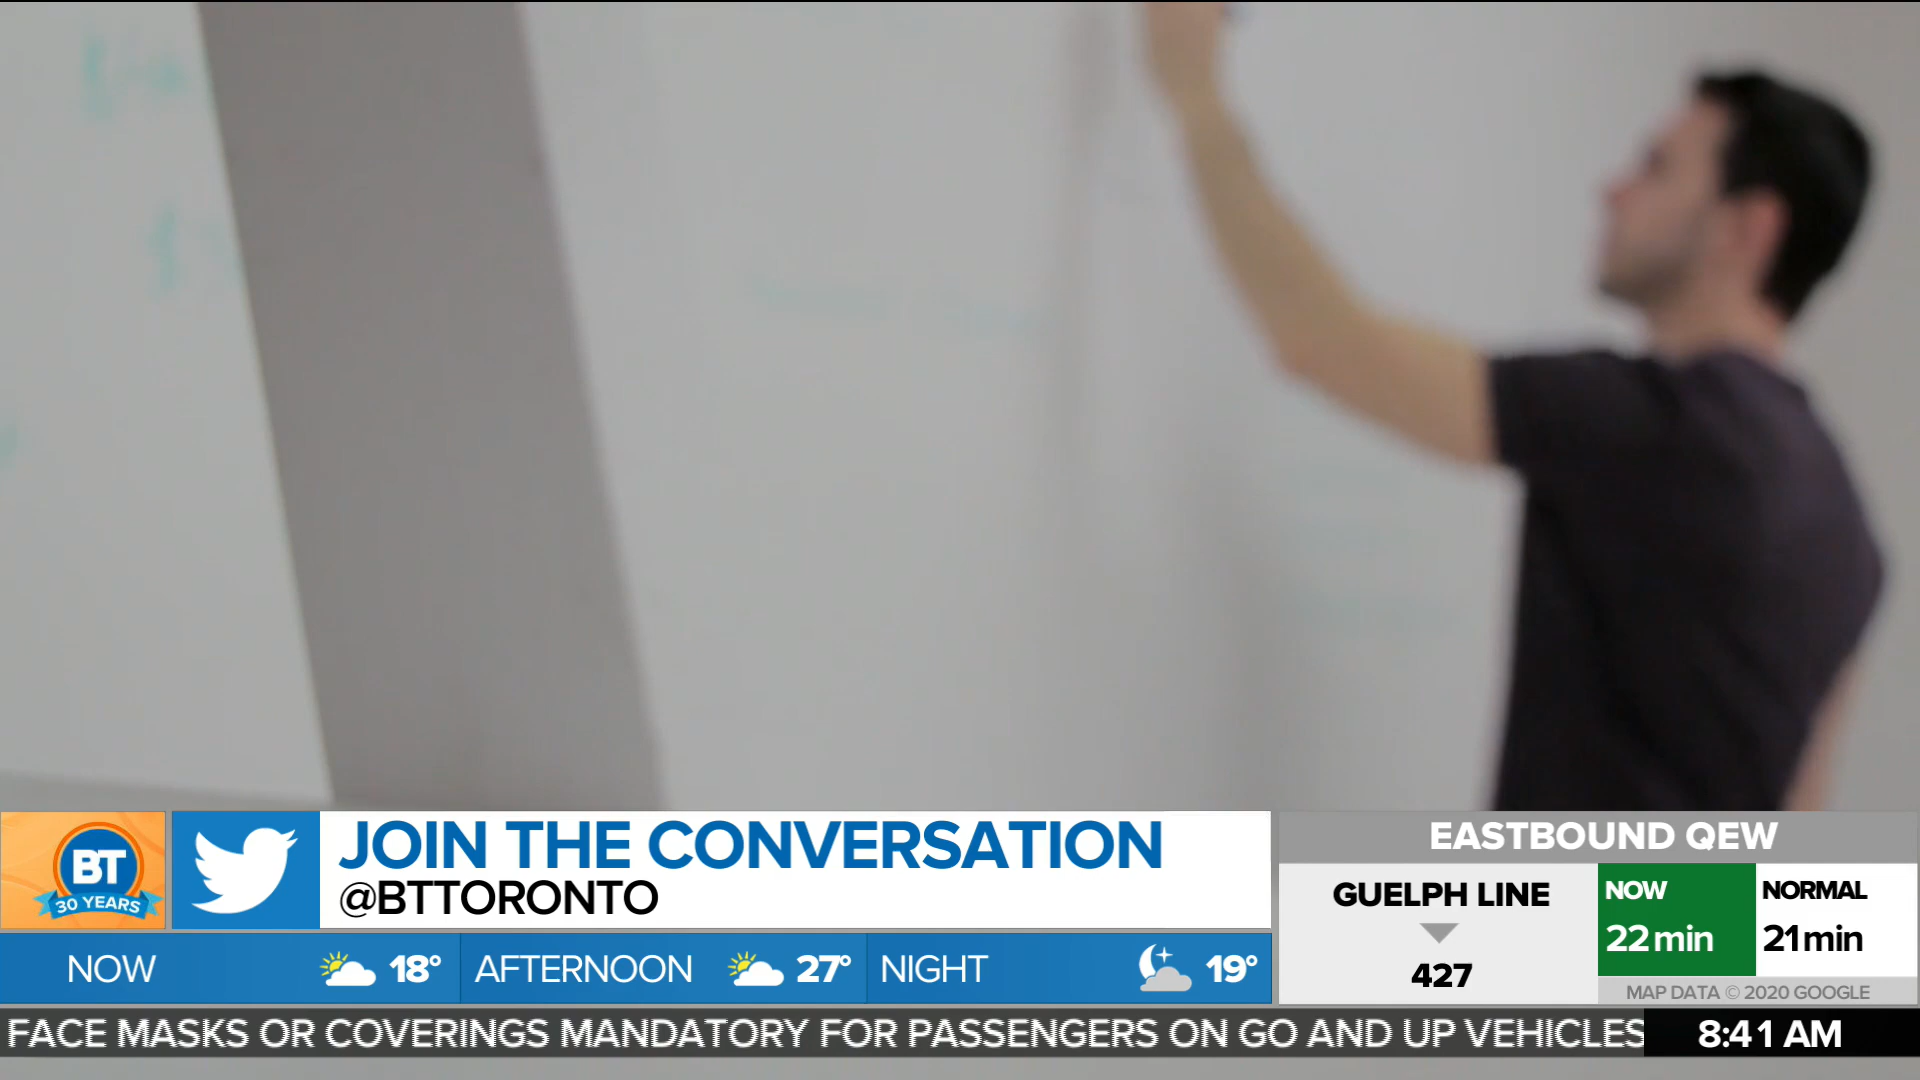 JOIN THE CONVERSATION
@BTTORONTO
BT
30 YEARS
NOW 18° AFTERNOON 27° NIGHT 19°
EASTBOUND QEW
GUELPH LINE
427
NOW
22 min
NORMAL
21 min
MAP DATA © 2020 GOOGLE
FACE MASKS OR COVERINGS MANDATORY FOR PASSENGERS ON GO AND UP VEHICLES
8:41 AM